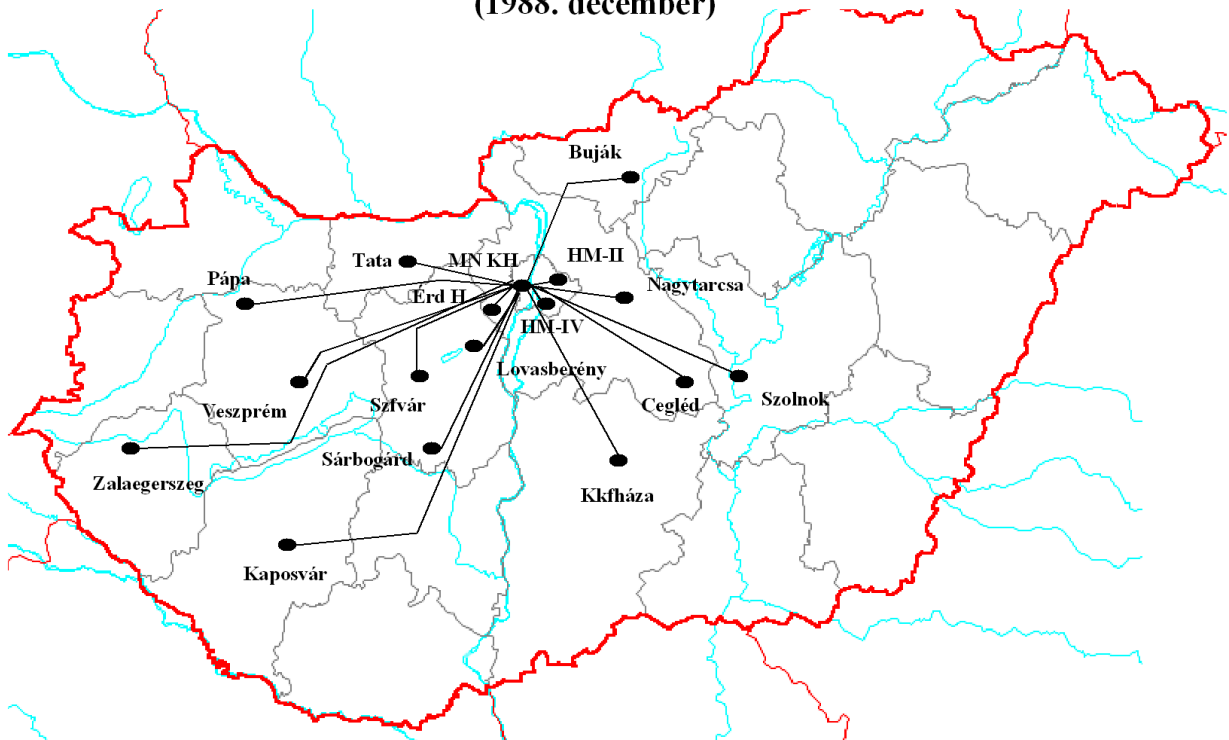 (1988. december)
Buják
HM-II
MN KH
Tata
Pápa
Nagytarcsa
Érd H
HM-IV
Lovasberény
Veszprém
Szfvár
Cegléd
Szolnok
Sárbogárd
Zalaegerszeg
Kkfháza
Kaposvár